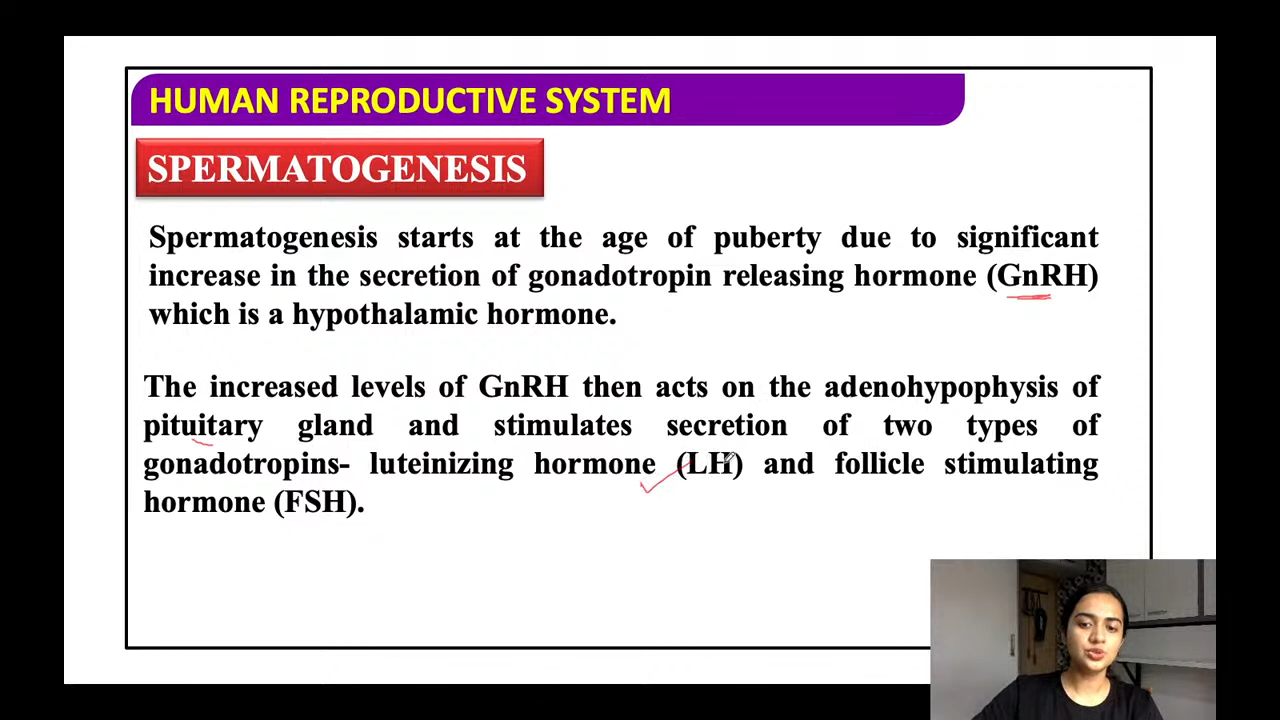 HUMAN REPRODUCTIVE SYSTEM
SPERMATOGENESIS
Spermatogenesis starts at the age of puberty due to significant
increase in the secretion of gonadotropin releasing hormone (GnRH)
which is a hypothalamic hormone.
The increased levels of GnRH then acts on the adenohypophysis of
pituitary gland and stimulates secretion of two types of
gonadotropins- luteinizing hormone (LH) and follicle stimulating
hormone (FSH).